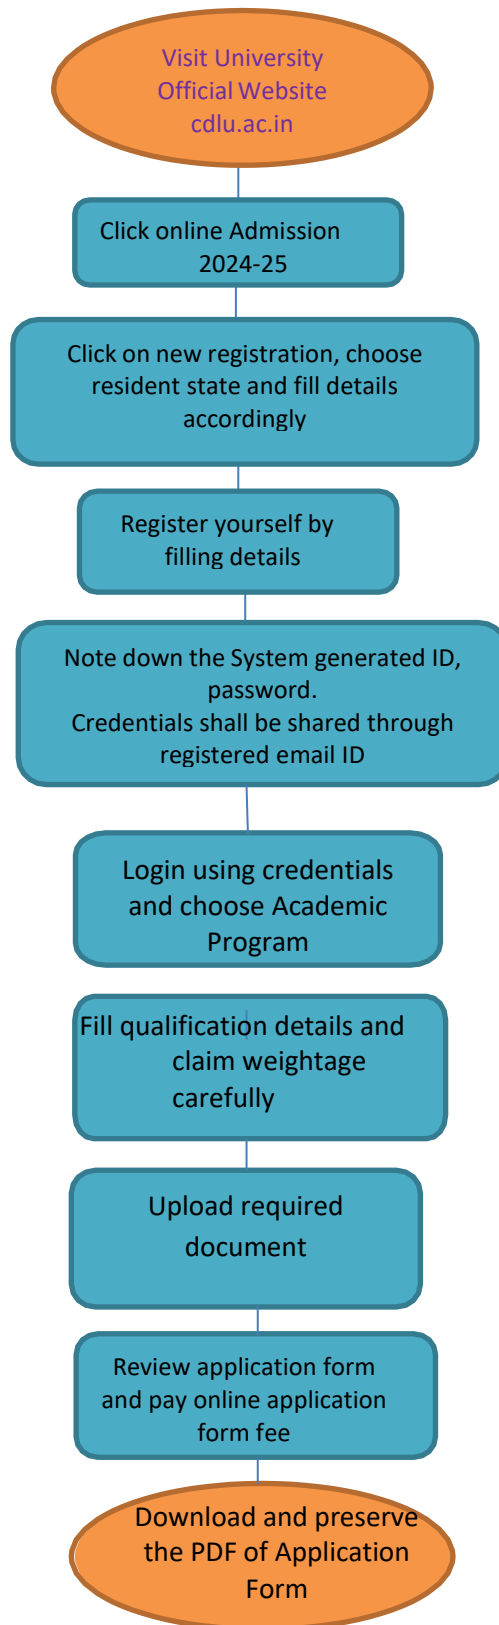 Visit University
Official Website
cdlu.ac.in
Click online Admission
2024-25
Click on new registration, choose
resident state and fill details
accordingly
Register yourself by
filling details
Note down the System generated ID,
password.
Credentials shall be shared through
registered email ID
Login using credentials
and choose Academic
Program
Fill qualification details and
claim weightage
carefully
Upload required
document
Review application form
and pay online application
form fee
Download and preserve
the PDF of Application
Form